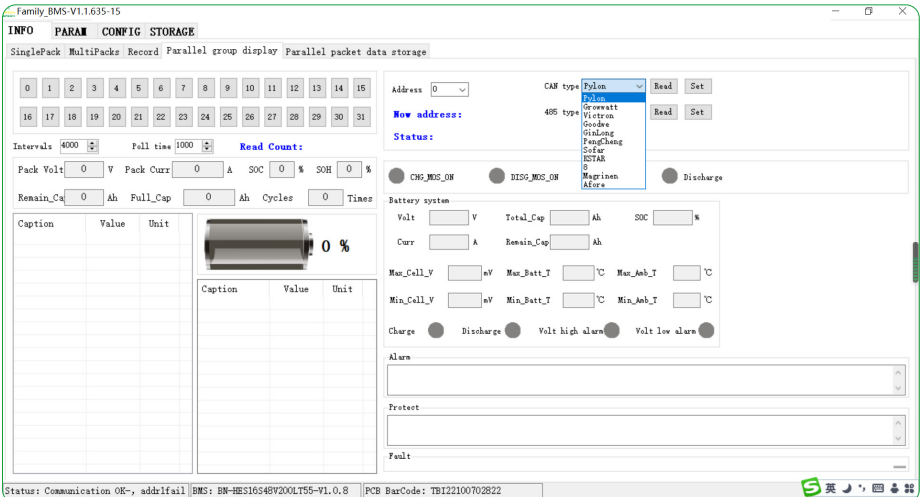 Family_BMS-V1.1.635-15
INFO PARAM CONFIG STORAGE
SinglePack MultiPacks Record Parallel group display Parallel packet data storage
0 1 2 3 4 5 6 7 8 9 10 11 12 13 14 15
16 17 18 19 20 21 22 23 24 25 26 27 28 29 30 31
Intervals 4000 Poll time 1000 Read Count:
Pack Volt 0 V Pack Curr 0 A SOC 0 % SOH 0 %
Remain_Ca 0 Ah Full_Cap 0 Ah Cycles 0 Times
Caption Value Unit
0 %
Caption Value Unit
Address 0 CAN type Pylon Read Set
Now address: 485 type Read Set
Status:
Pylon
Growwatt
Victron
Goodwe
GinLong
PengCheng
Sofar
KSTAR
8
Magrinen
Afore
CHG_MOS_ON DISG_MOS_ON Discharge
Battery system
Volt V Total_Cap Ah SOC %
Curr A Remain_Cap Ah
Max_Cell_V mV Max_Batt_T °C Max_Amb_T °C
Min_Cell_V mV Min_Batt_T °C Min_Amb_T °C
Charge Discharge Volt high alarm Volt low alarm
Alarm
Protect
Fault
Status: Communication OK-, addr1fail BMS: BN-HES16S48V200LT55-V1.0.8 PCB BarCode: TBI22100702822
英